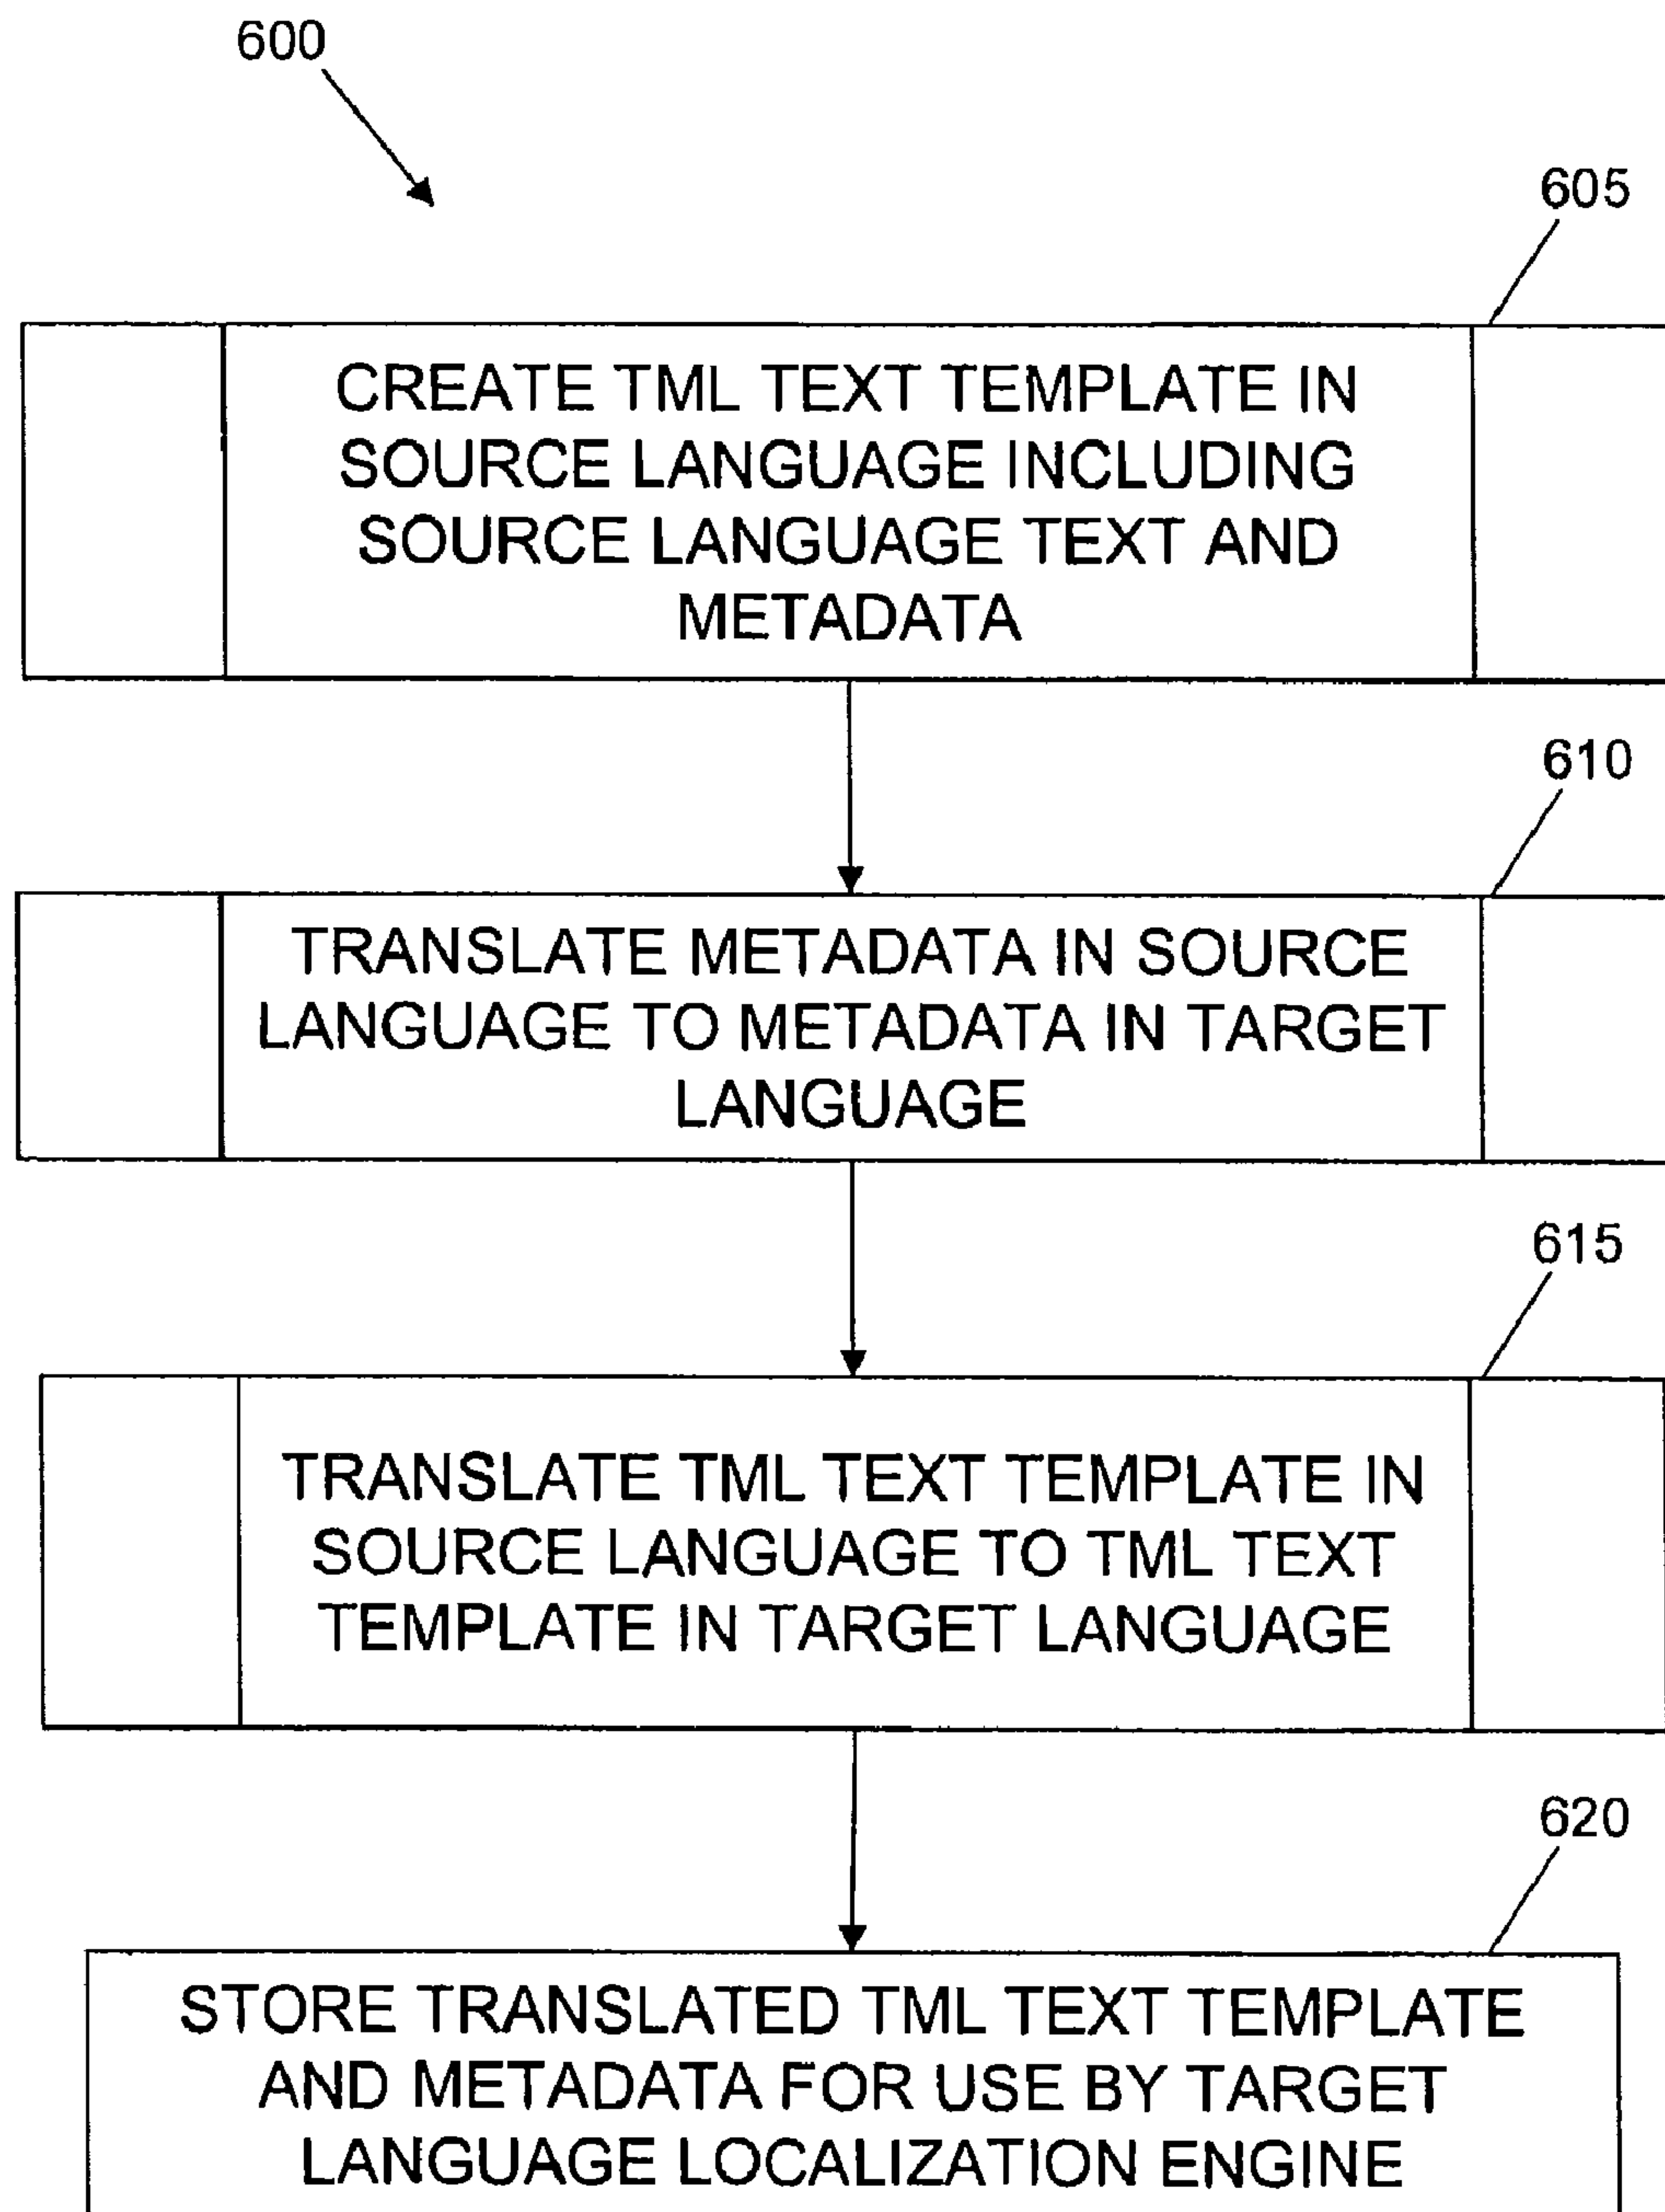 600
605
CREATE TML TEXT TEMPLATE IN
SOURCE LANGUAGE INCLUDING
SOURCE LANGUAGE TEXT AND
METADATA
610
TRANSLATE METADATA IN SOURCE
LANGUAGE TO METADATA IN TARGET
LANGUAGE
615
TRANSLATE TML TEXT TEMPLATE IN
SOURCE LANGUAGE TO TML TEXT
TEMPLATE IN TARGET LANGUAGE
620
STORE TRANSLATED TML TEXT TEMPLATE
AND METADATA FOR USE BY TARGET
LANGUAGE LOCALIZATION ENGINE